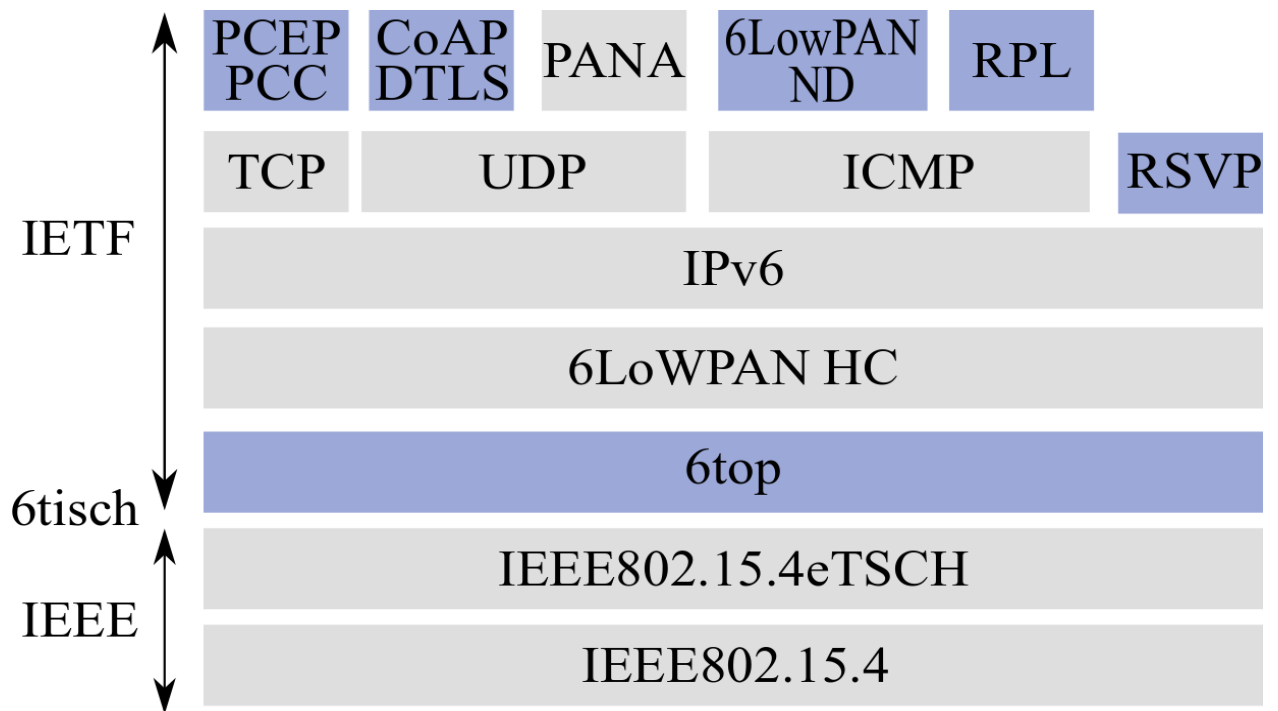 PCEP
PCC
CoAP
DTLS
PANA
6LowPAN
ND
RPL
TCP
UDP
ICMP
RSVP
IETF
IPv6
6LoWPAN HC
6top
6tisch
IEEE802.15.4eTSCH
IEEE
IEEE802.15.4